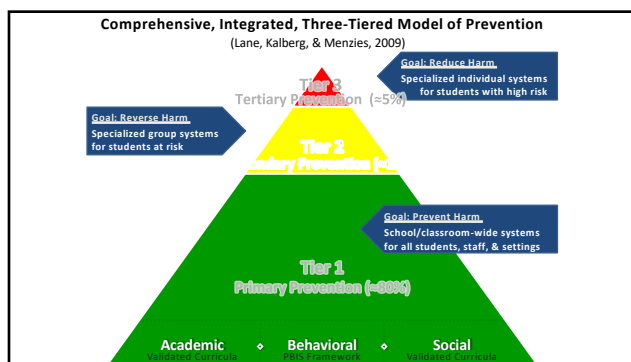 Comprehensive, Integrated, Three-Tiered Model of Prevention
(Lane, Kalberg, & Menzies, 2009)
Goal: Reduce Harm
Specialized individual systems
for students with high risk
Tier 3
Tertiary Prevention (≈5%)
Goal: Reverse Harm
Specialized group systems
for students at risk
Tier 2
Prevention
Goal: Prevent Harm
School/classroom-wide systems
for all students, staff, & settings
Tier 1
Primary Prevention (≈80%)
Academic ◇ Behavioral ◇ Social
Validated Curricula PBIS Framework Validated Curricula